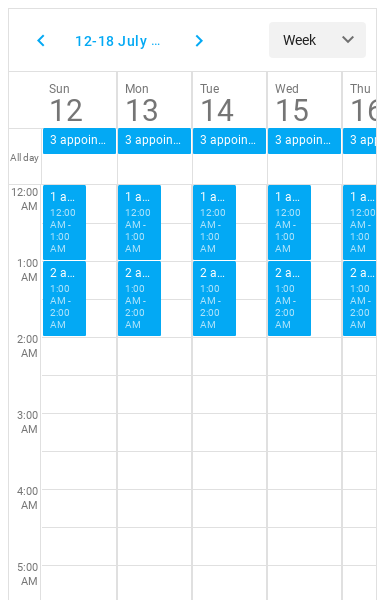 12-18 July ...
Week
Sun Mon Tue Wed Thu
12 13 14 15 16
3 appoin... 3 appoin... 3 appoin... 3 appoin... 3 app
All day
12:00 AM
1 a... 1 a... 1 a... 1 a... 1 a...
12:00 12:00 12:00 12:00 12:00
AM - AM - AM - AM - AM -
1:00 1:00 1:00 1:00 1:00
AM AM AM AM AM
1:00 AM
2 a... 2 a... 2 a... 2 a... 2 a...
1:00 1:00 1:00 1:00 1:00
AM - AM - AM - AM - AM -
2:00 2:00 2:00 2:00 2:00
AM AM AM AM AM
2:00 AM
3:00 AM
4:00 AM
5:00 AM